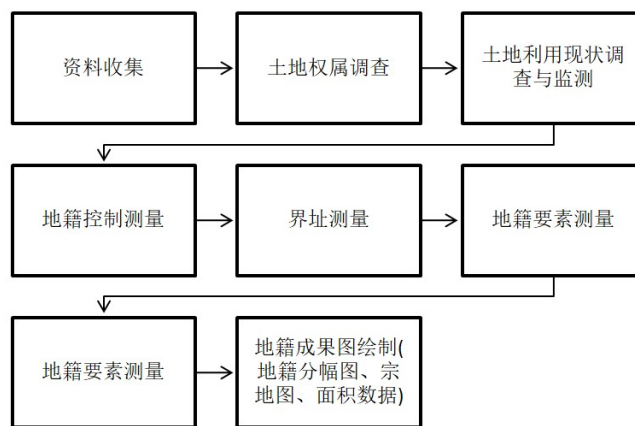 资料收集
土地权属调查
土地利用现状调
查与监测
地籍控制测量
界址测量
地籍要素测量
地籍要素测量
地籍成果图绘制(
地籍分幅图、宗
地图、面积数据)